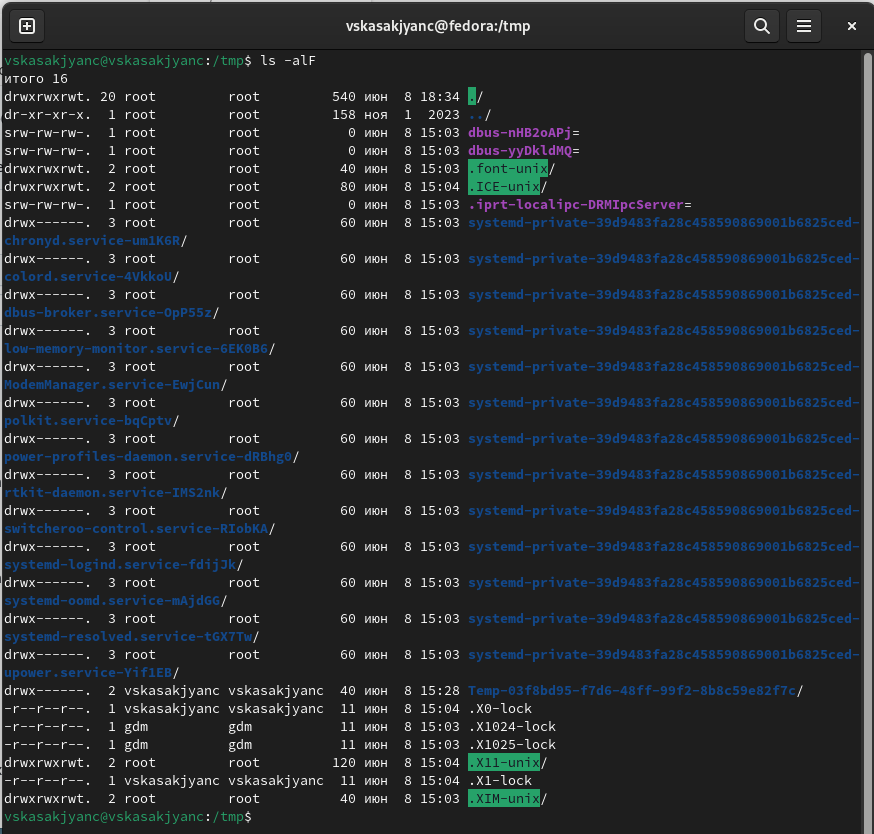 vskasakjyanc@fedora:/tmp
vskasakjyanc@vskasakjyanc:/tmp$ ls -alF
итого 16
drwxrwxrwt. 20 root         root         540 июн  8 18:34 ./
dr-xr-xr-x.  1 root         root         158 ноя  1  2023 ../
srw-rw-rw-.  1 root         root           0 июн  8 15:03 dbus-nHB2oAPj=
srw-rw-rw-.  1 root         root           0 июн  8 15:03 dbus-yyDkldMQ=
drwxrwxrwt.  2 root         root          40 июн  8 15:03 .font-unix/
drwxrwxrwt.  2 root         root          80 июн  8 15:04 .ICE-unix/
srw-rw-rw-.  1 root         root           0 июн  8 15:03 .iprt-localipc-DRMIpcServer=
drwx------.  3 root         root          60 июн  8 15:03 systemd-private-39d9483fa28c458590869001b6825ced-
chronyd.service-um1K6R/
drwx------.  3 root         root          60 июн  8 15:03 systemd-private-39d9483fa28c458590869001b6825ced-
colord.service-4VkkoU/
drwx------.  3 root         root          60 июн  8 15:03 systemd-private-39d9483fa28c458590869001b6825ced-
dbus-broker.service-OpP55z/
drwx------.  3 root         root          60 июн  8 15:03 systemd-private-39d9483fa28c458590869001b6825ced-
low-memory-monitor.service-6EK0B6/
drwx------.  3 root         root          60 июн  8 15:03 systemd-private-39d9483fa28c458590869001b6825ced-
ModemManager.service-EwjCun/
drwx------.  3 root         root          60 июн  8 15:03 systemd-private-39d9483fa28c458590869001b6825ced-
polkit.service-bqCptv/
drwx------.  3 root         root          60 июн  8 15:03 systemd-private-39d9483fa28c458590869001b6825ced-
power-profiles-daemon.service-dRBhg0/
drwx------.  3 root         root          60 июн  8 15:03 systemd-private-39d9483fa28c458590869001b6825ced-
rtkit-daemon.service-IMS2nk/
drwx------.  3 root         root          60 июн  8 15:03 systemd-private-39d9483fa28c458590869001b6825ced-
switcheroo-control.service-RIobKA/
drwx------.  3 root         root          60 июн  8 15:03 systemd-private-39d9483fa28c458590869001b6825ced-
systemd-logind.service-fdijJk/
drwx------.  3 root         root          60 июн  8 15:03 systemd-private-39d9483fa28c458590869001b6825ced-
systemd-oomd.service-mAjdGG/
drwx------.  3 root         root          60 июн  8 15:03 systemd-private-39d9483fa28c458590869001b6825ced-
systemd-resolved.service-tGX7Tw/
drwx------.  3 root         root          60 июн  8 15:03 systemd-private-39d9483fa28c458590869001b6825ced-
upower.service-Yif1EB/
drwx------.  2 vskasakjyanc vskasakjyanc  40 июн  8 15:28 Temp-03f8bd95-f7d6-48ff-99f2-8b8c59e82f7c/
-r--r--r--.  1 vskasakjyanc vskasakjyanc  11 июн  8 15:04 .X0-lock
-r--r--r--.  1 gdm          gdm           11 июн  8 15:03 .X1024-lock
-r--r--r--.  1 gdm          gdm           11 июн  8 15:03 .X1025-lock
drwxrwxrwt.  2 root         root         120 июн  8 15:04 .X11-unix/
-r--r--r--.  1 vskasakjyanc vskasakjyanc  11 июн  8 15:04 .X1-lock
drwxrwxrwt.  2 root         root          40 июн  8 15:03 .XIM-unix/
vskasakjyanc@vskasakjyanc:/tmp$